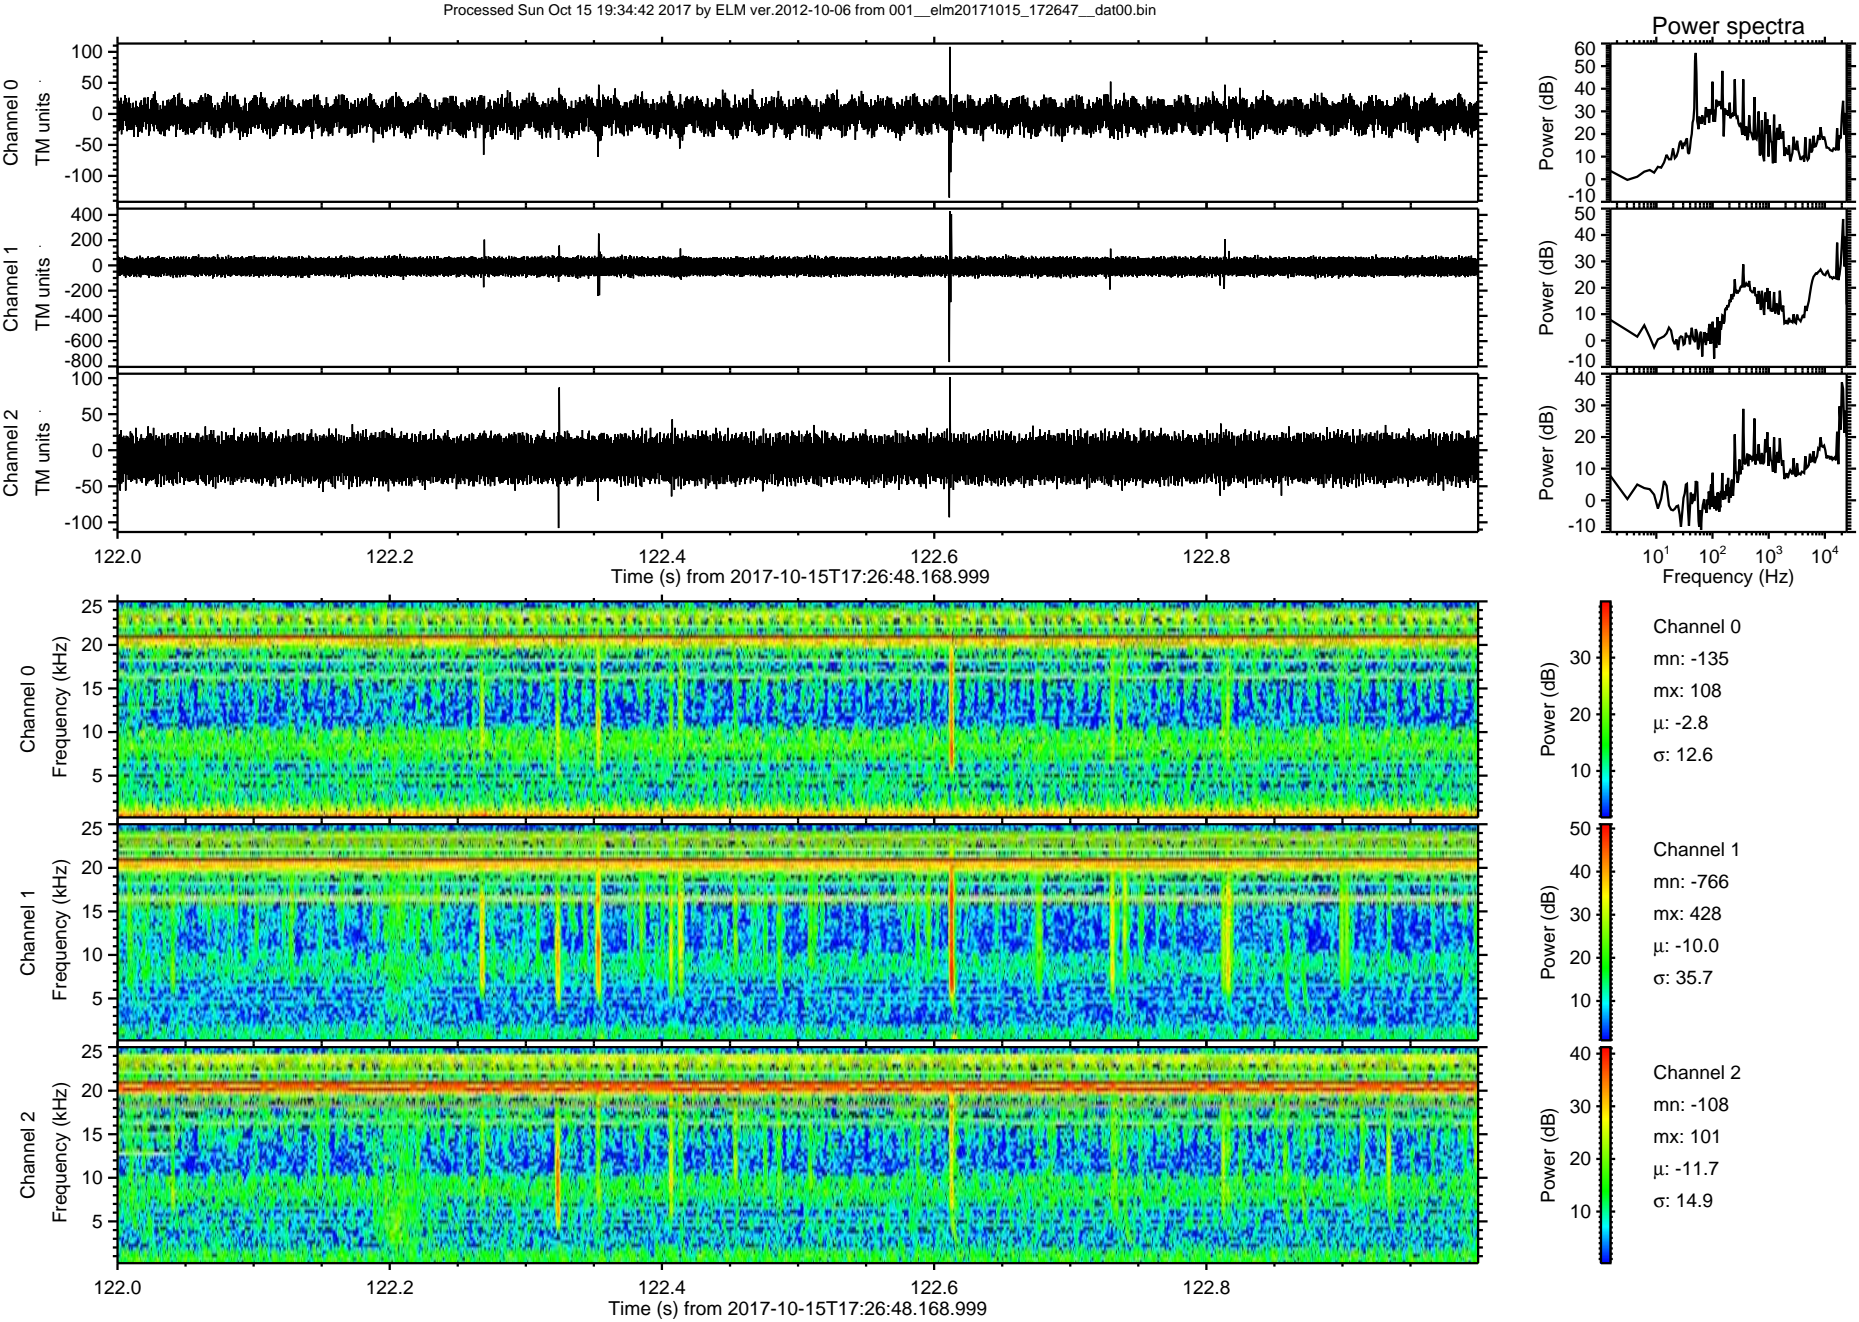 Processed Sun Oct 15 19:34:42 2017 by ELM ver.2012-10-06 from 001__elm20171015_172647__dat00.bin
Power spectra
Channel 0
TM units
100
50
0
-50
-100
Power (dB)
60
50
40
30
20
10
0
-10
Channel 1
TM units
400
200
0
-200
-400
-600
-800
Power (dB)
50
40
30
20
10
0
-10
Channel 2
TM units
100
50
0
-50
-100
Power (dB)
40
30
20
10
0
-10
122.0 122.2 122.4 122.6 122.8
Time (s) from 2017-10-15T17:26:48.168.999
10^1 10^2 10^3 10^4
Frequency (Hz)
Channel 0
Frequency (kHz)
25
20
15
10
5
Power (dB)
30
20
10
Channel 0
mn: -135
mx: 108
μ: -2.8
σ: 12.6
Channel 1
Frequency (kHz)
25
20
15
10
5
Power (dB)
50
40
30
20
10
Channel 1
mn: -766
mx: 428
μ: -10.0
σ: 35.7
Channel 2
Frequency (kHz)
25
20
15
10
5
Power (dB)
40
30
20
10
Channel 2
mn: -108
mx: 101
μ: -11.7
σ: 14.9
122.0 122.2 122.4 122.6 122.8
Time (s) from 2017-10-15T17:26:48.168.999